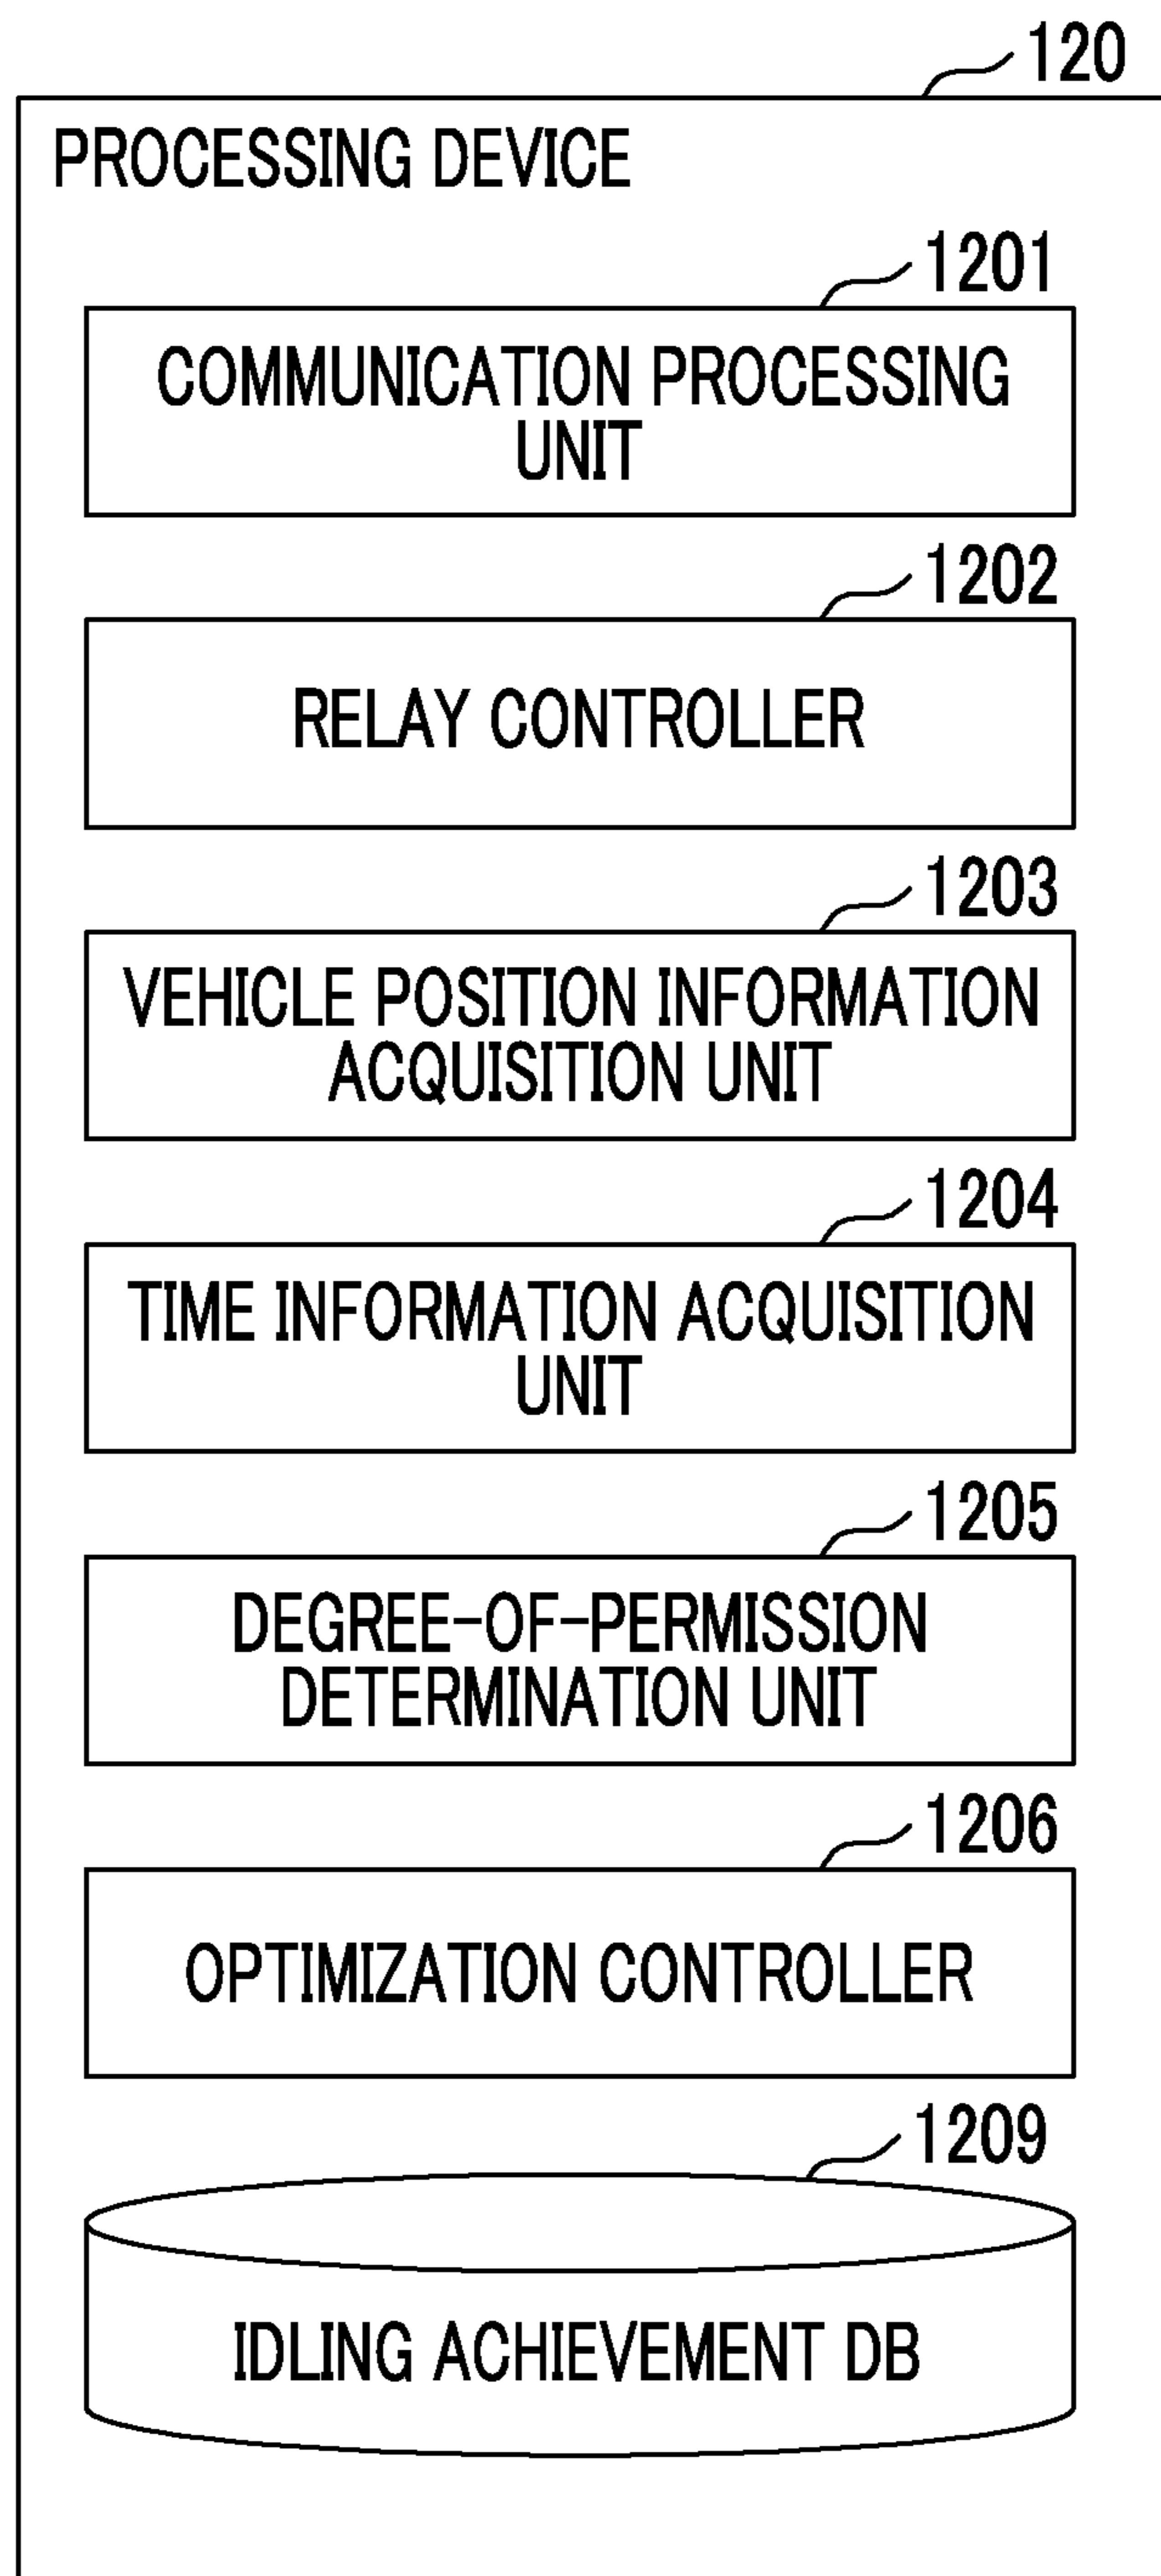 120
PROCESSING DEVICE
1201
COMMUNICATION PROCESSING
UNIT
1202
RELAY CONTROLLER
1203
VEHICLE POSITION INFORMATION
ACQUISITION UNIT
1204
TIME INFORMATION ACQUISITION
UNIT
1205
DEGREE-OF-PERMISSION
DETERMINATION UNIT
1206
OPTIMIZATION CONTROLLER
1209
IDLING ACHIEVEMENT DB